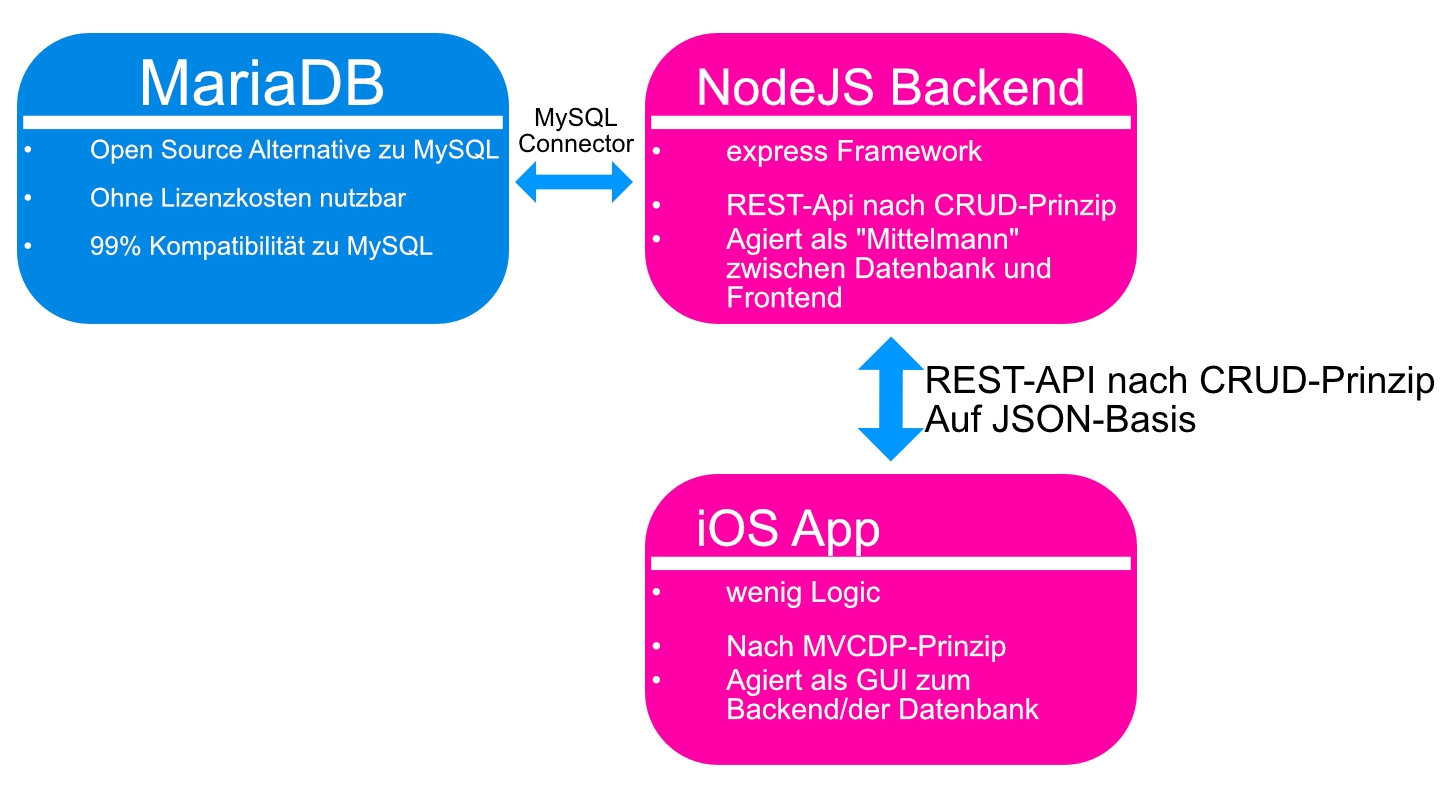 MariaDB
• Open Source Alternative zu MySQL
• Ohne Lizenzkosten nutzbar
• 99% Kompatibilität zu MySQL
MySQL
Connector
NodeJS Backend
• express Framework
• REST-Api nach CRUD-Prinzip
• Agiert als "Mittelmann"
zwischen Datenbank und
Frontend
REST-API nach CRUD-Prinzip
Auf JSON-Basis
iOS App
• wenig Logic
• Nach MVCDP-Prinzip
• Agiert als GUI zum
Backend/der Datenbank